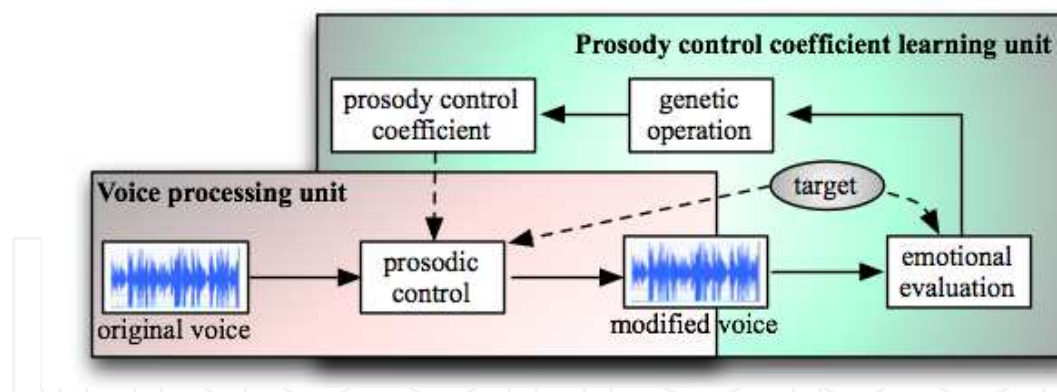 Prosody control coefficient learning unit
prosody control
coefficient
genetic
operation
Voice processing unit
target
prosodic
control
emotional
evaluation
original voice
modified voice